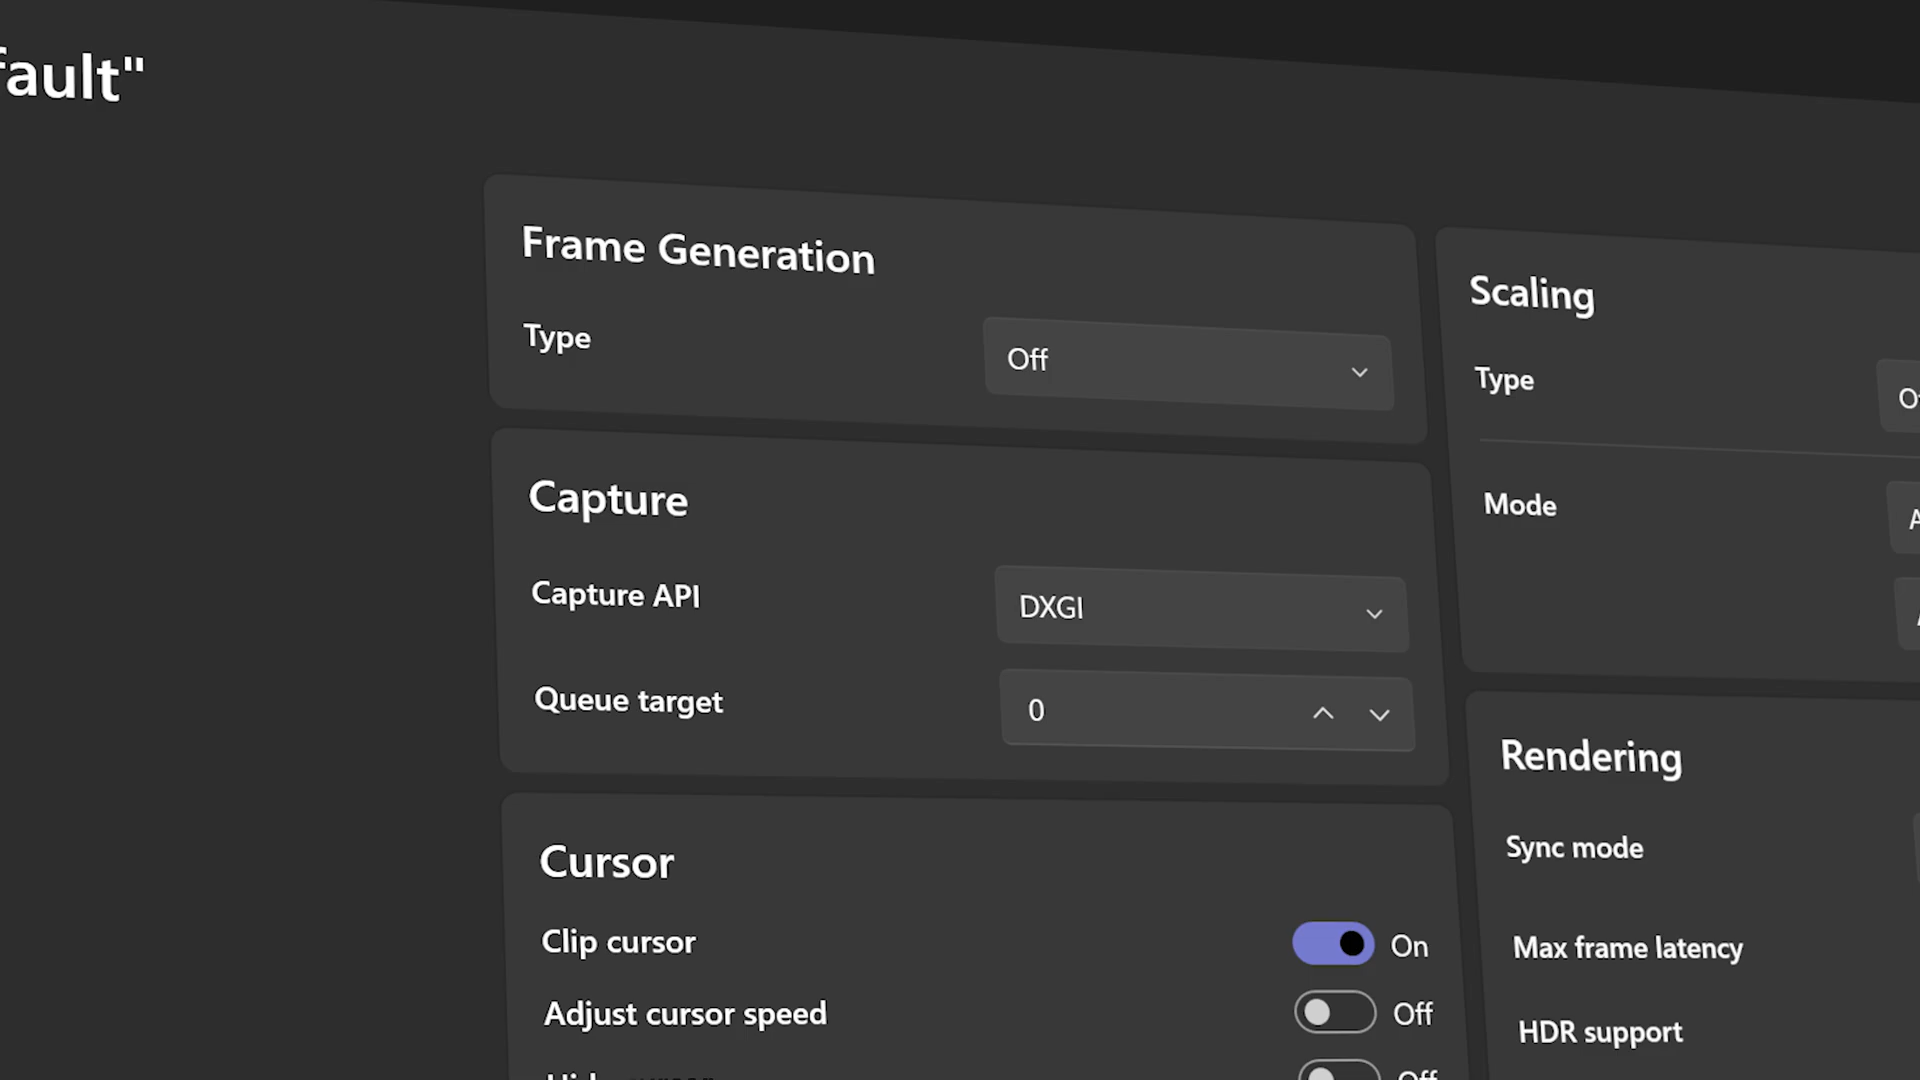 fault"
Frame Generation
Type
Off
Capture
Capture API
DXGI
Queue target
0
Cursor
Clip cursor
On
Adjust cursor speed
Off
Off
Scaling
Type
Mode
Rendering
Sync mode
Max frame latency
HDR support